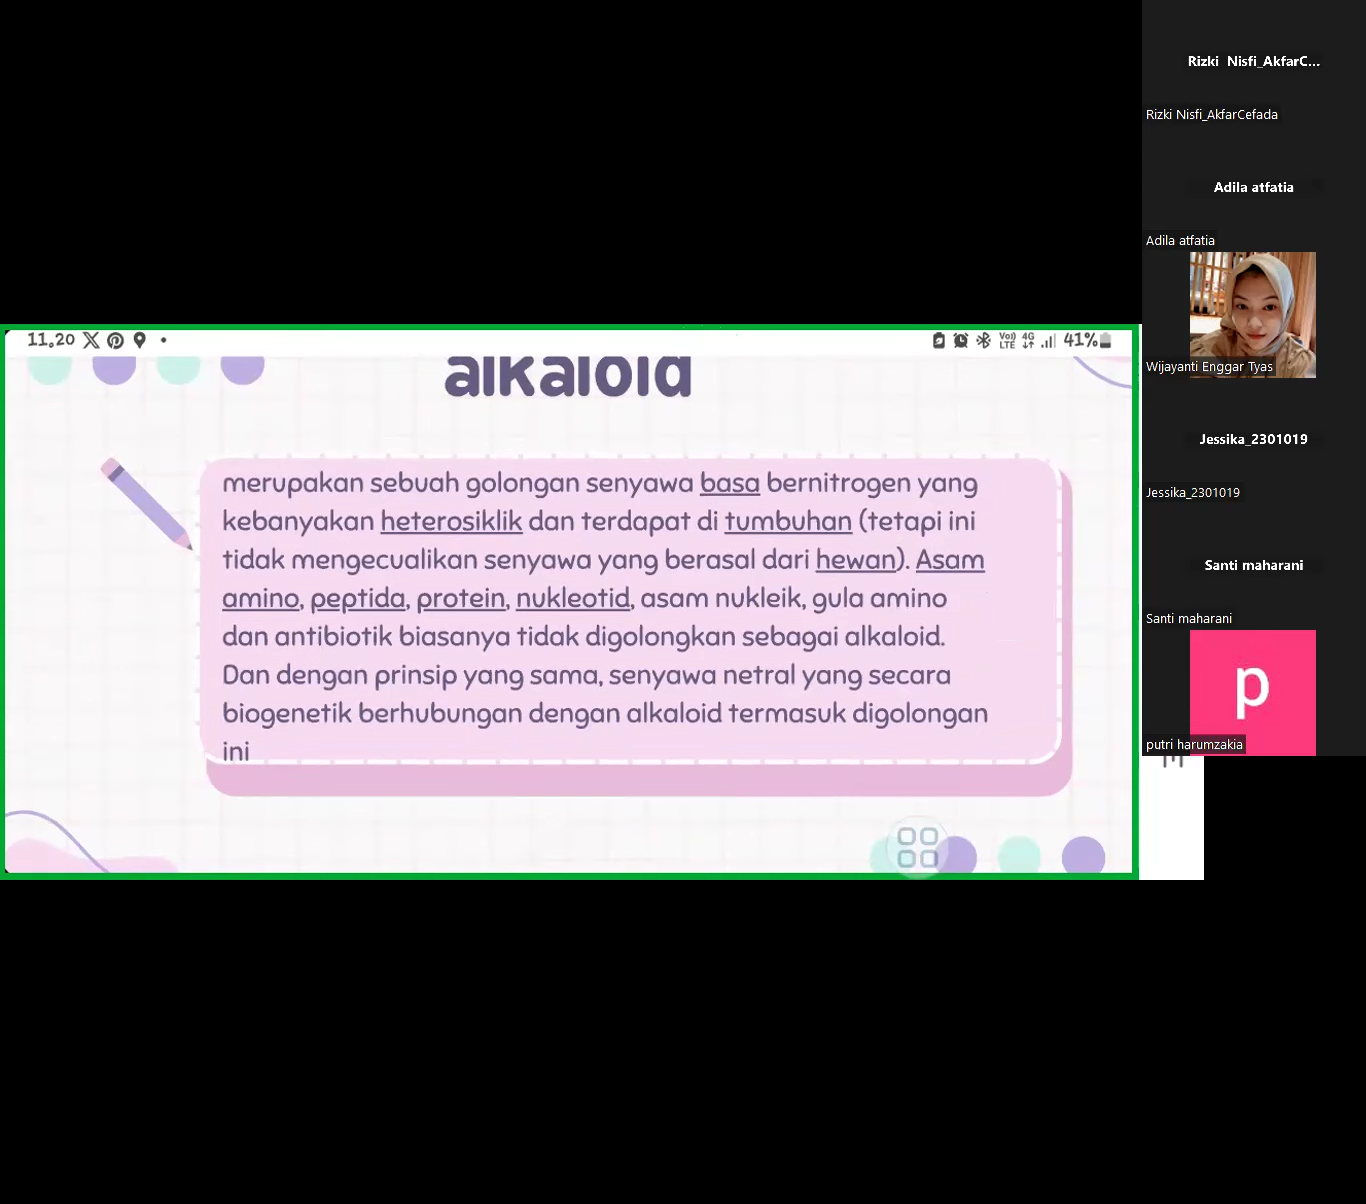 11.20
Vo)) LTE 4G 41%
alkaloid
merupakan sebuah golongan senyawa basa bernitrogen yang
kebanyakan heterosiklik dan terdapat di tumbuhan (tetapi ini
tidak mengecualikan senyawa yang berasal dari hewan). Asam
amino, peptida, protein, nukleotid, asam nukleik, gula amino
dan antibiotik biasanya tidak digolongkan sebagai alkaloid.
Dan dengan prinsip yang sama, senyawa netral yang secara
biogenetik berhubungan dengan alkaloid termasuk digolongan
ini
Rizki Nisfi_AkfarC...
Rizki Nisfi_AkfarCefada
Adila atfatia
Adila atfatia
Wijayanti Enggar Tyas
Jessika_2301019
Jessika_2301019
Santi maharani
Santi maharani
p
putri harumzakia